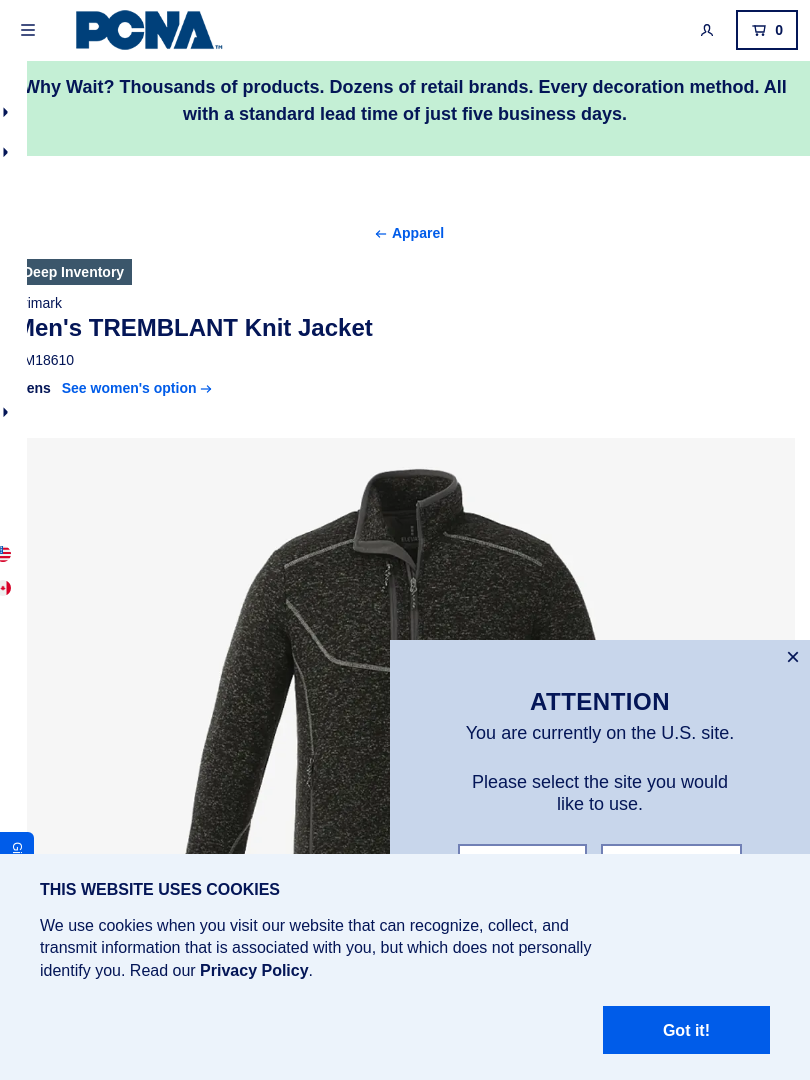 PCNA™
0
Why Wait? Thousands of products. Dozens of retail brands. Every decoration method. All
with a standard lead time of just five business days.
Apparel
Deep Inventory
imark
Men's TREMBLANT Knit Jacket
M18610
ens See women's option
ATTENTION
You are currently on the U.S. site.
Please select the site you would
like to use.
Gi
THIS WEBSITE USES COOKIES
We use cookies when you visit our website that can recognize, collect, and
transmit information that is associated with you, but which does not personally
identify you. Read our Privacy Policy.
Got it!